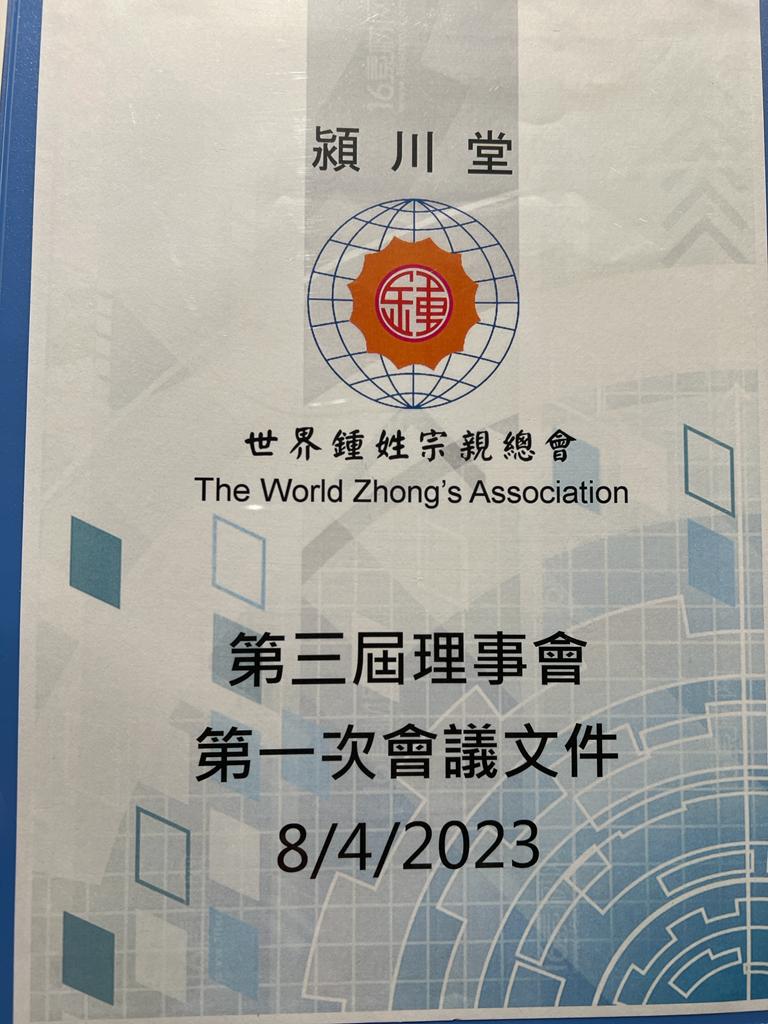 潁川堂
鍾
世界鍾姓宗親總會
The World Zhong's Association
第三屆理事會
第一次會議文件
8/4/2023